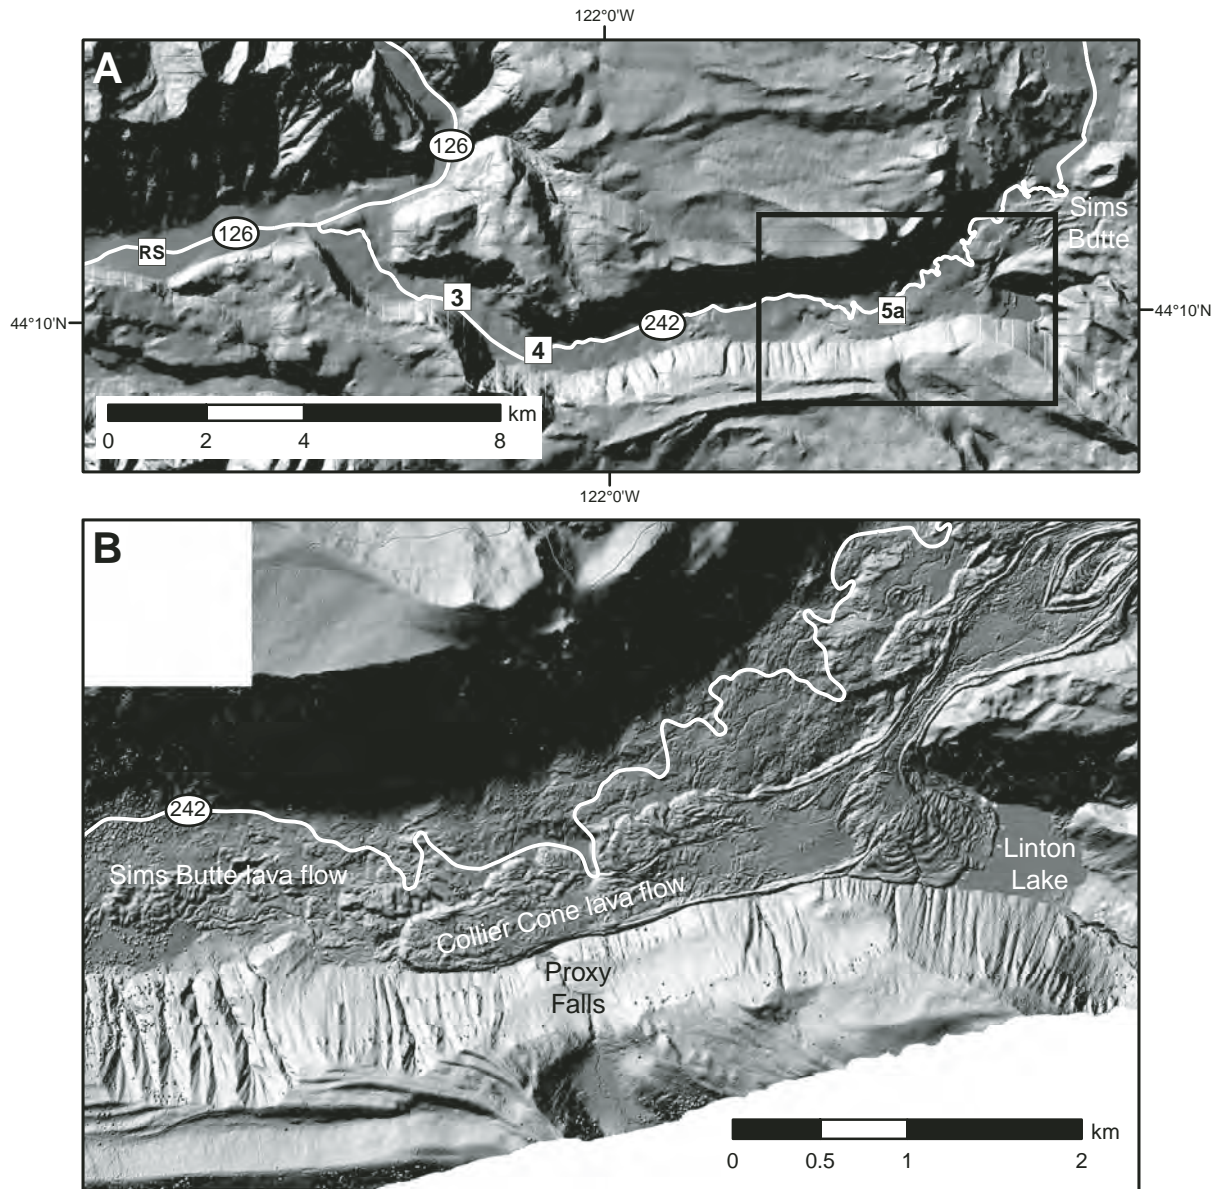 122°0'W
A
126
126
RS
Sims
Butte
3
5a
44°10'N
44°10'N
242
4
km
0 2 4 8
122°0'W
B
242
Sims Butte lava flow
Linton
Lake
Collier Cone lava flow
Proxy
Falls
km
0 0.5 1 2